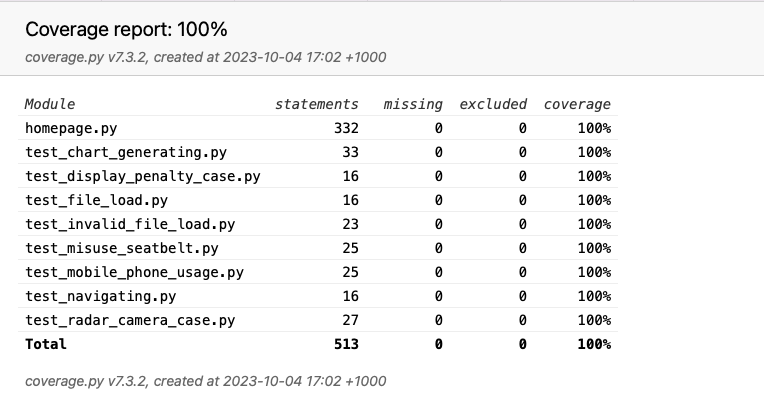 Coverage report: 100%
coverage.py v7.3.2, created at 2023-10-04 17:02 +1000
Module statements missing excluded coverage
homepage.py 332 0 0 100%
test_chart_generating.py 33 0 0 100%
test_display_penalty_case.py 16 0 0 100%
test_file_load.py 16 0 0 100%
test_invalid_file_load.py 23 0 0 100%
test_misuse_seatbelt.py 25 0 0 100%
test_mobile_phone_usage.py 25 0 0 100%
test_navigating.py 16 0 0 100%
test_radar_camera_case.py 27 0 0 100%
Total 513 0 0 100%
coverage.py v7.3.2, created at 2023-10-04 17:02 +1000